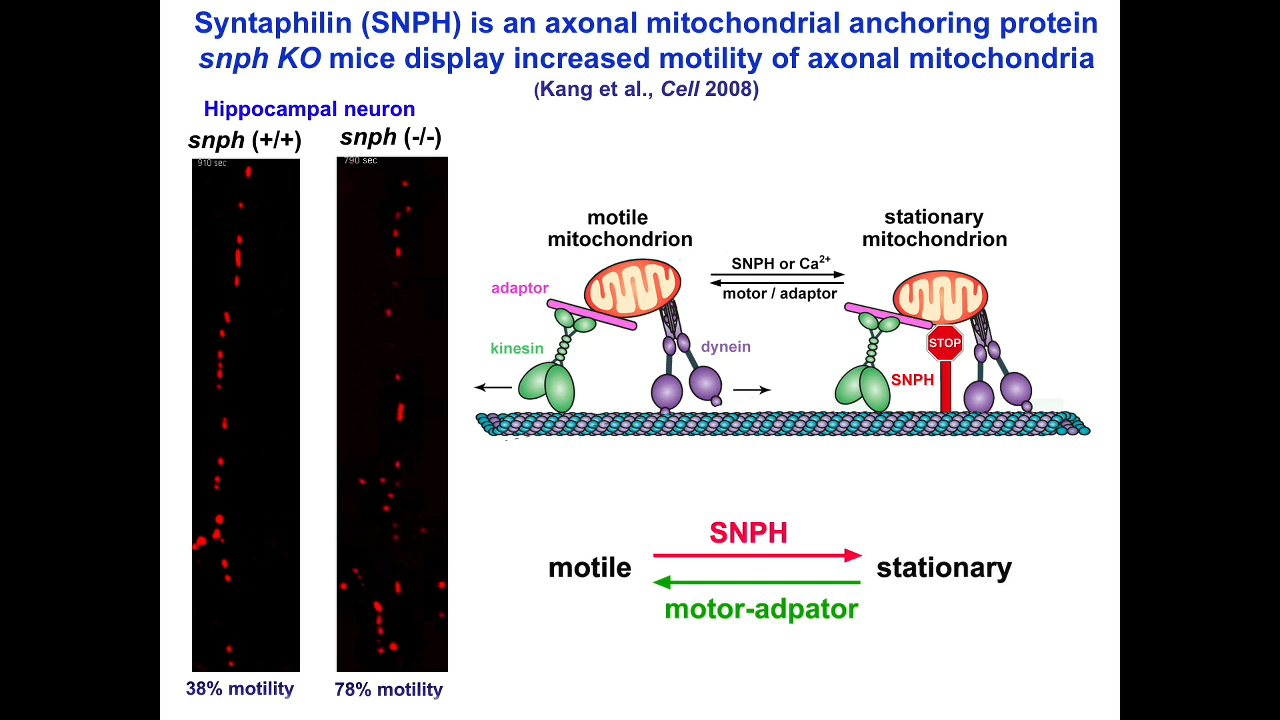 Syntaphilin (SNPH) is an axonal mitochondrial anchoring protein
snph KO mice display increased motility of axonal mitochondria
(Kang et al., Cell 2008)
Hippocampal neuron
snph (+/+)
snph (-/-)
910 sec
790 sec
38% motility
78% motility
motile
mitochondrion
stationary
mitochondrion
SNPH or Ca2+
motor / adaptor
adaptor
kinesin
dynein
STOP
SNPH
SNPH
motile
stationary
motor-adpator